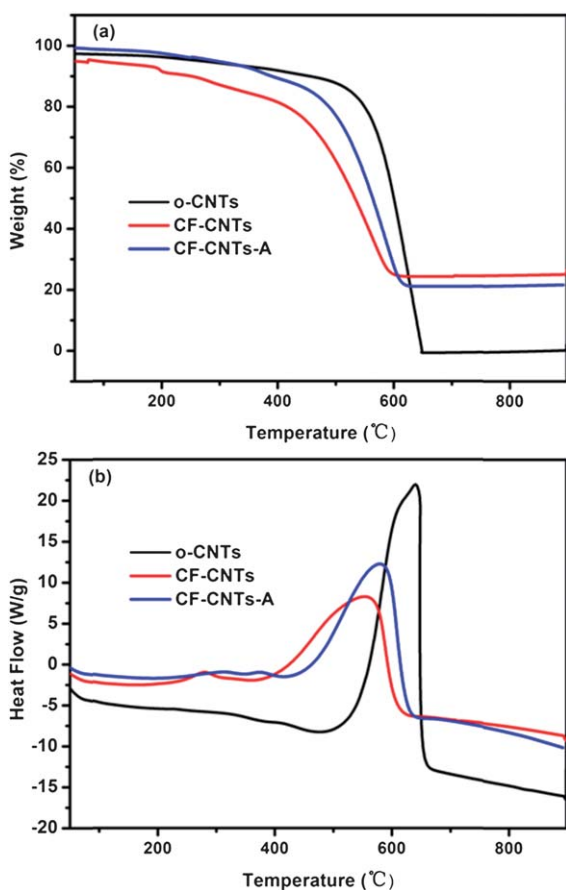 (a)
100
80
60
40
20
0
Weight (%)
o-CNTs
CF-CNTs
CF-CNTs-A
200 400 600 800
Temperature (℃)
(b)
25
20
15
10
5
0
-5
-10
-15
-20
Heat Flow (W/g)
o-CNTs
CF-CNTs
CF-CNTs-A
200 400 600 800
Temperature (℃)